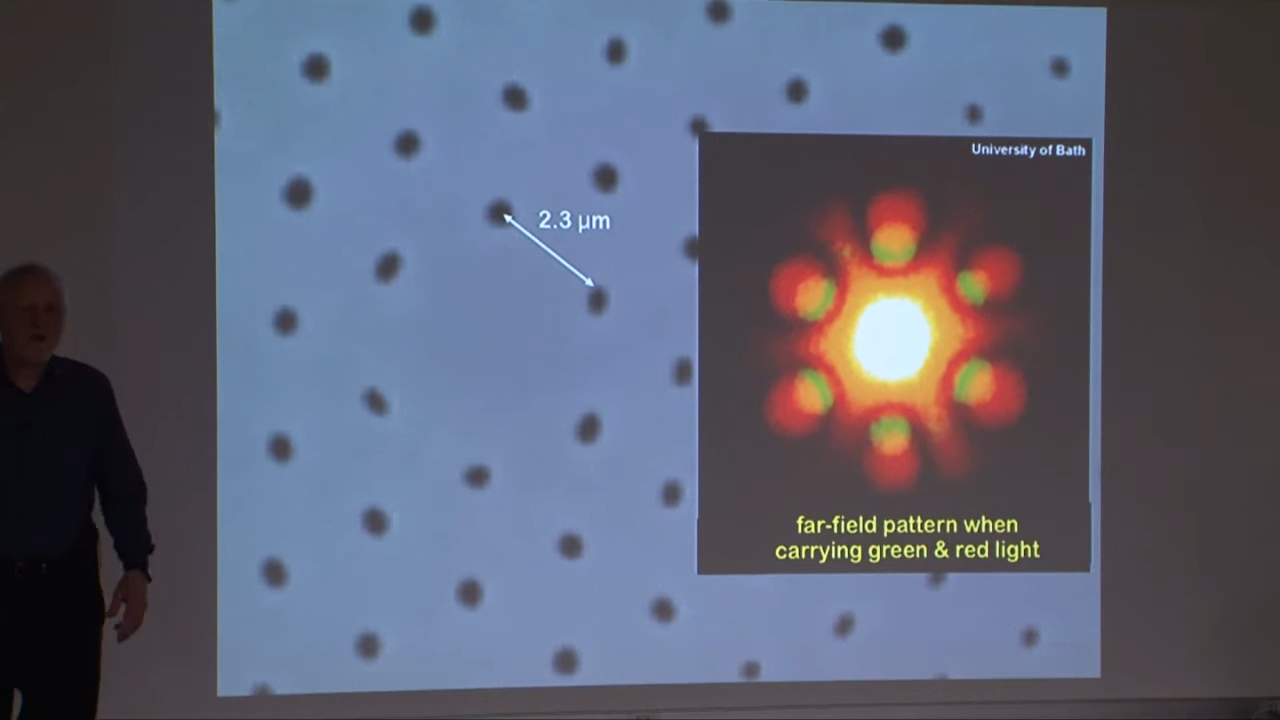 University of Bath
2.3 µm
far-field pattern when
carrying green & red light